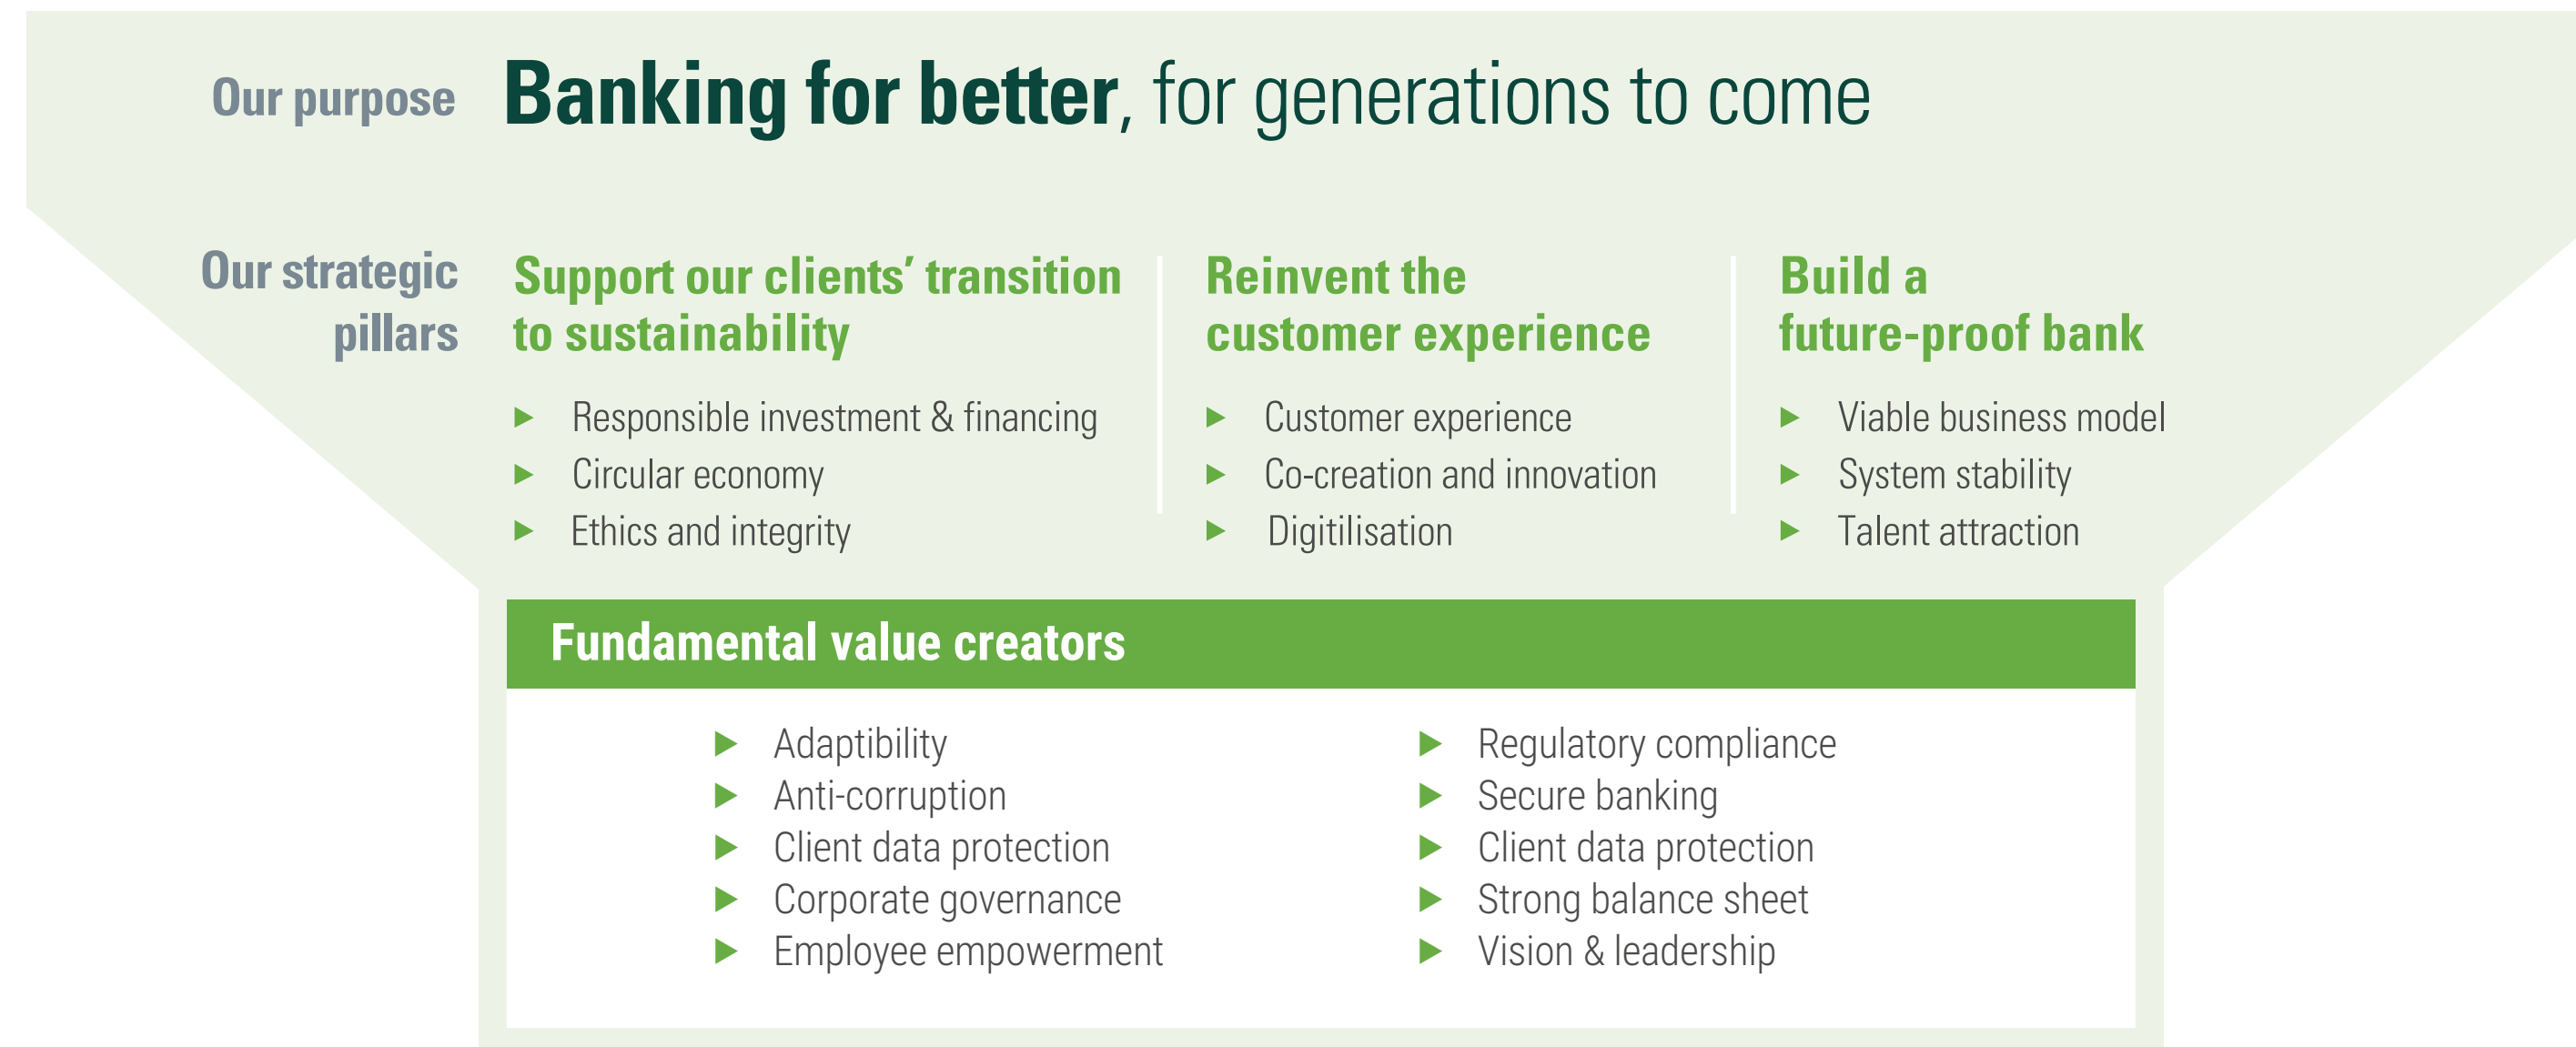 Our purpose
Banking for better, for generations to come
Our strategic
pillars
Support our clients’ transition
to sustainability
Responsible investment & financing
Circular economy
Ethics and integrity
Reinvent the
customer experience
Customer experience
Co-creation and innovation
Digitilisation
Build a
future-proof bank
Viable business model
System stability
Talent attraction
Fundamental value creators
Adaptibility
Anti-corruption
Client data protection
Corporate governance
Employee empowerment
Regulatory compliance
Secure banking
Client data protection
Strong balance sheet
Vision & leadership